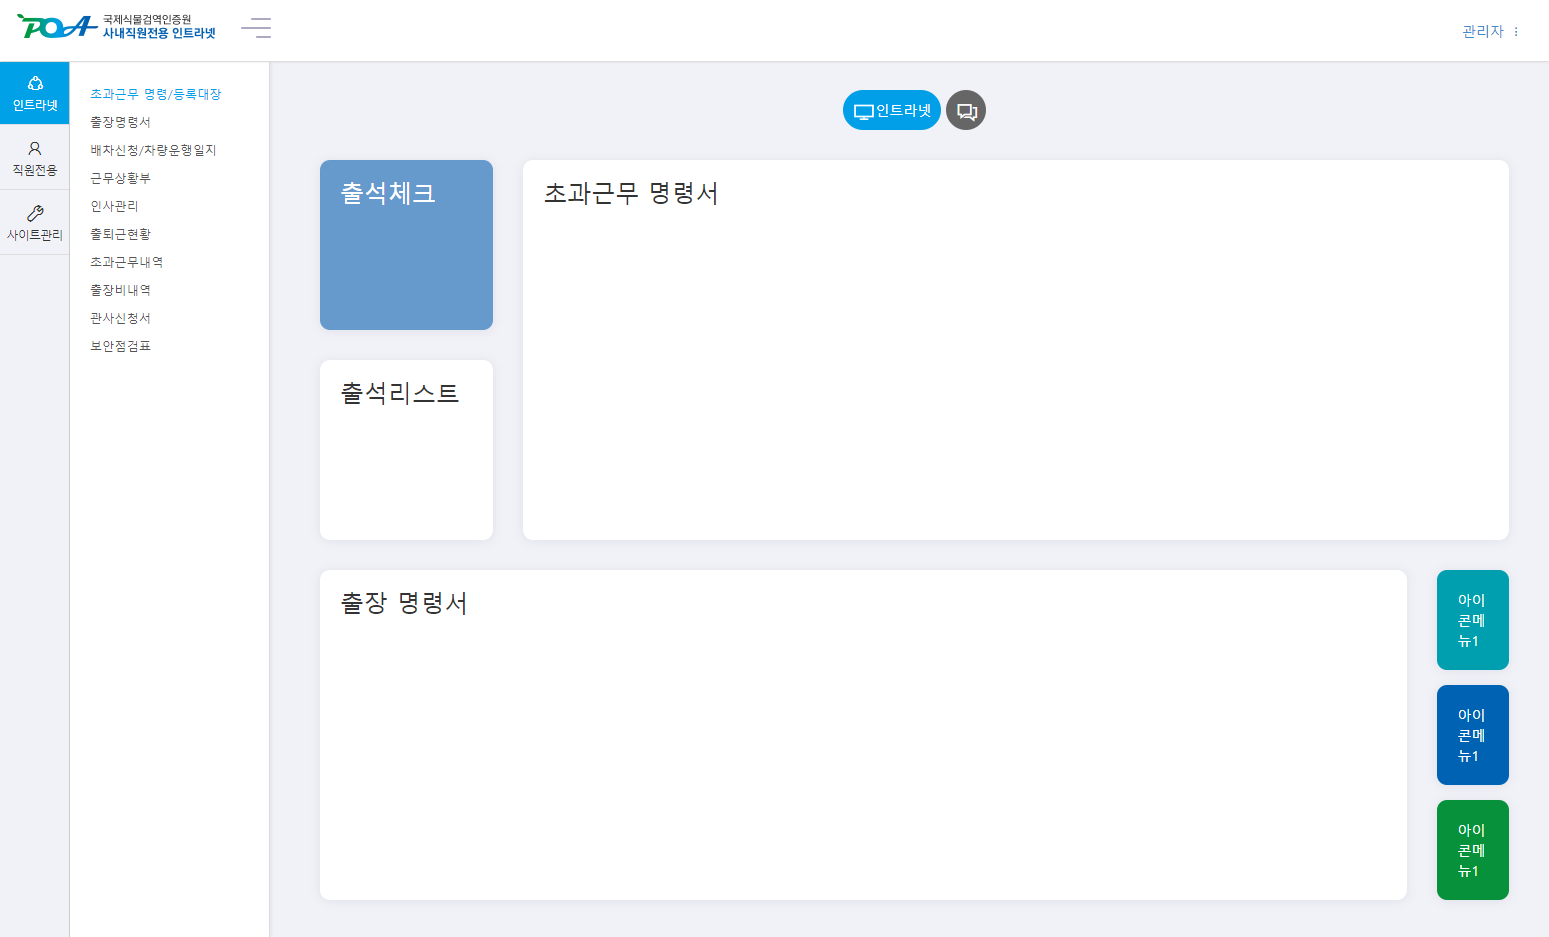 PQA 국제식물검역인증원
사내직원전용 인트라넷
관리자
인트라넷
직원전용
사이트관리
초과근무 명령/등록대장
출장명령서
배차신청/차량운행일지
근무상황부
인사관리
출퇴근현황
초과근무내역
출장비내역
관사신청서
보안점검표
인트라넷
출석체크
초과근무 명령서
출석리스트
출장 명령서
아이
콘메
뉴1
아이
콘메
뉴1
아이
콘메
뉴1